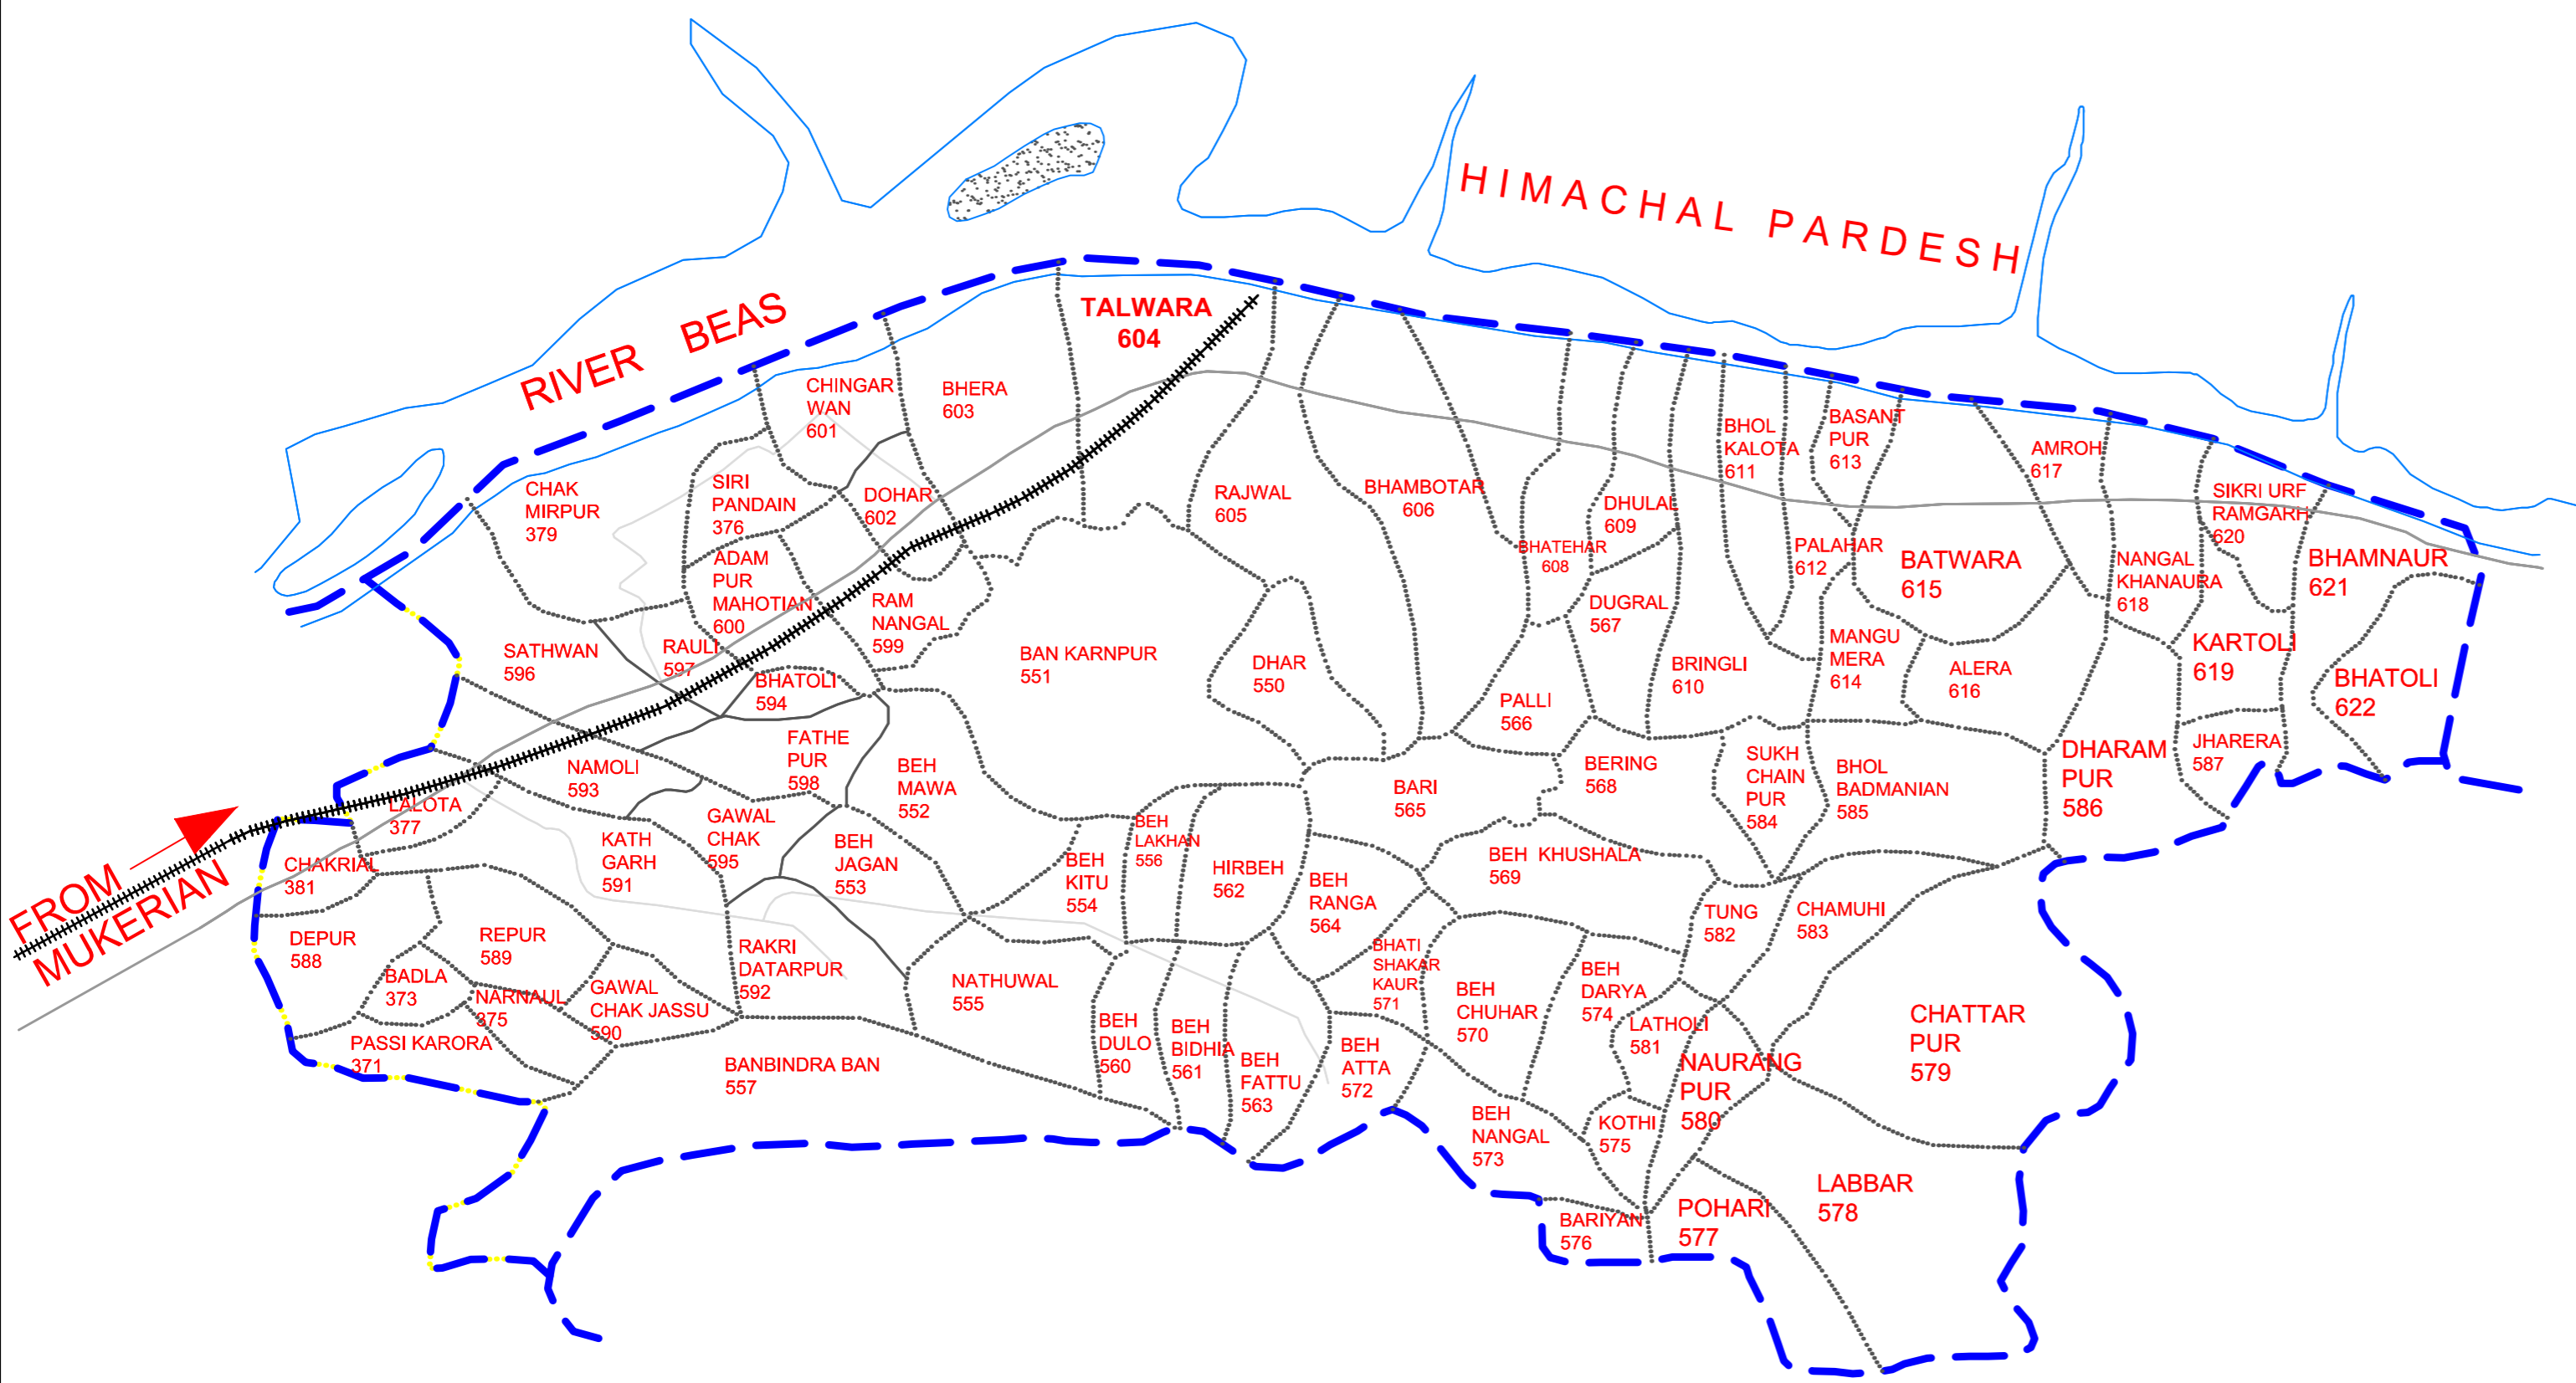 HIMACHAL PARDESH
RIVER BEAS
TALWARA
604
CHINGAR
WAN
601
BHERA
603
CHAK
MIRPUR
379
SIRI
PANDAIN
376
DOHAR
602
RAJWAL
605
BHAMBOTAR
606
BHATEHAR
608
DHULAL
609
BHOL
KALOTA
611
BASANT
PUR
613
AMROH
617
SIKRI URF
RAMGARH
620
PALAHAR
612
BATWARA
615
NANGAL
KHANAURA
618
BHAMNAUR
621
ADAM
PUR
MAHOTIAN
600
RAM
NANGAL
599
DUGRAL
567
SATHWAN
596
RAULI
597
BHATOLI
594
BAN KARNPUR
551
DHAR
550
PALLI
566
BRINGLI
610
MANGU
MERA
614
ALERA
616
KARTOLI
619
BHATOLI
622
NAMOLI
593
FATHE
PUR
598
BEH
MAWA
552
BARI
565
BERING
568
SUKH
CHAIN
PUR
584
BHOL
BADMANIAN
585
DHARAM
PUR
586
JHARERA
587
LALOTA
377
FROM
MUKERIAN
CHAKRIAL
381
KATH
GARH
591
GAWAL
CHAK
595
BEH
JAGAN
553
BEH
KITU
554
BEH
LAKHAN
556
HIRBEH
562
BEH
RANGA
564
BEH KHUSHALA
569
TUNG
582
CHAMUHI
583
DEPUR
588
REPUR
589
BADLA
373
NARNAUL
375
GAWAL
CHAK JASSU
590
RAKRI
DATARPUR
592
NATHUWAL
555
BHATI
SHAKAR
KAUR
571
BEH
CHUHAR
570
BEH
DARYA
574
LATHOLI
581
CHATTAR
PUR
579
PASSI KARORA
371
BANBINDRA BAN
557
BEH
DULO
560
BEH
BIDHIA
561
BEH
FATTU
563
BEH
ATTA
572
NAURANG
PUR
580
BEH
NANGAL
573
KOTHI
575
BARIYAN
576
POHARI
577
LABBAR
578